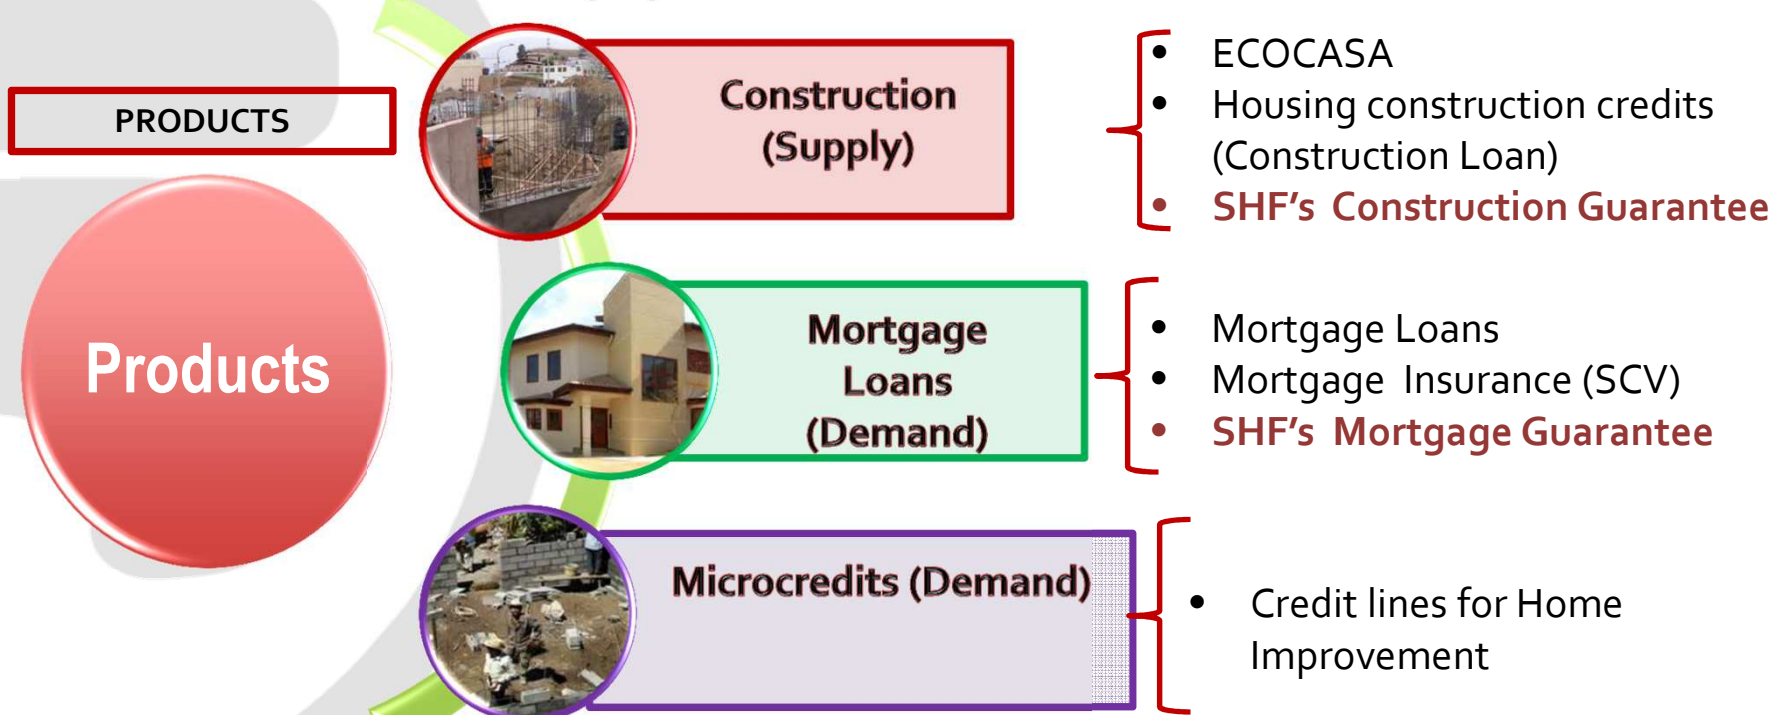 PRODUCTS
Products
Construction
(Supply)
• ECOCASA
• Housing construction credits
(Construction Loan)
• SHF's Construction Guarantee
Mortgage
Loans
(Demand)
• Mortgage Loans
• Mortgage Insurance (SCV)
• SHF's Mortgage Guarantee
Microcredits (Demand)
• Credit lines for Home
Improvement